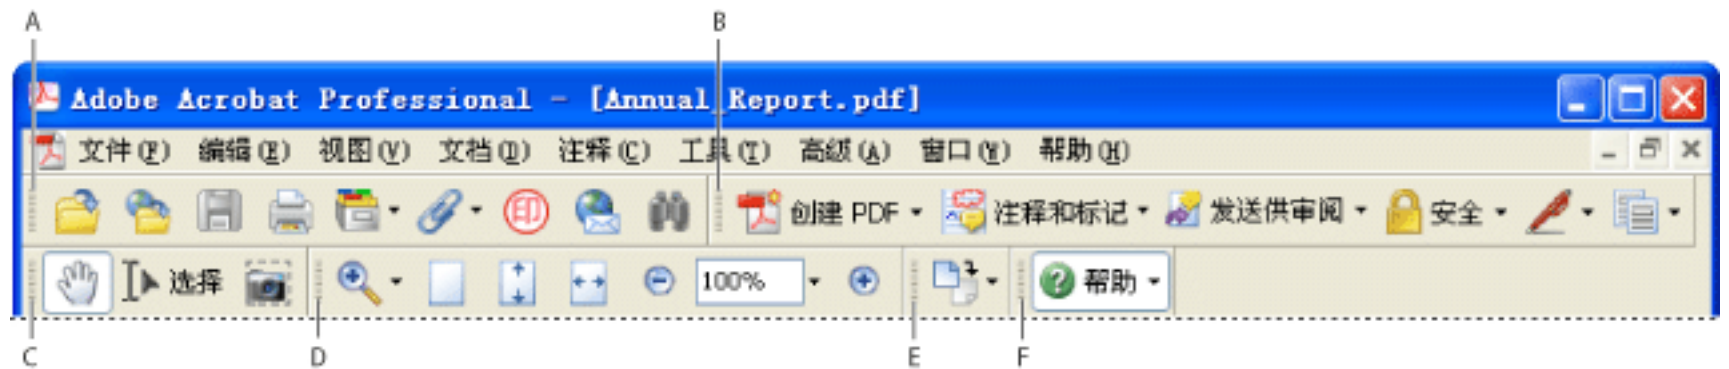 A B
Adobe Acrobat Professional - [Annual_Report.pdf]
文件(F) 编辑(E) 视图(V) 文档(D) 注释(C) 工具(T) 高级(A) 窗口(W) 帮助(H)
印 创建 PDF 注释和标记 发送供审阅 安全
选择 100% 帮助
C D E F